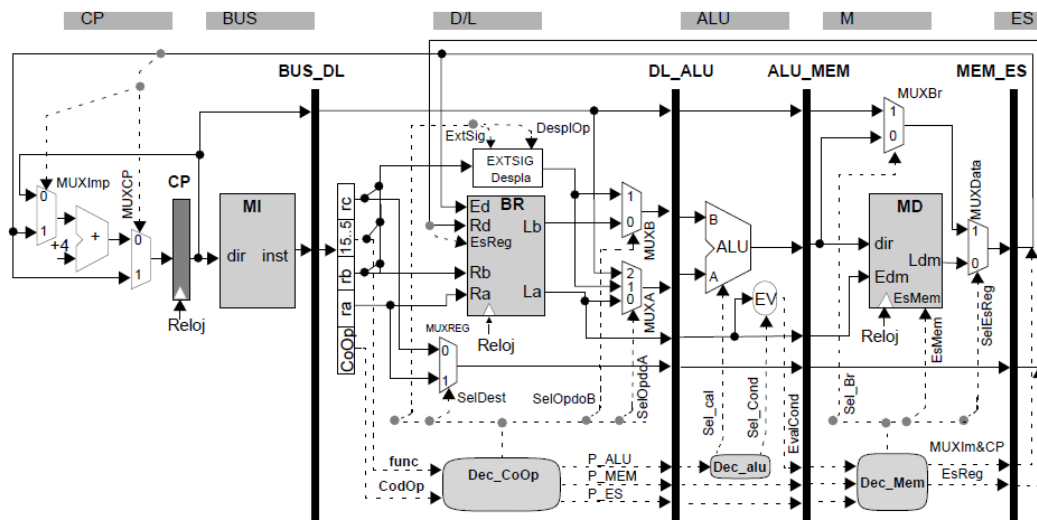 CP
BUS
D/L
ALU
M
ES
BUS_DL
DL_ALU
ALU_MEM
MEM_ES
MUXBr
1
0
ExtSig
DesplOp
EXTSIG
Despla
MUXImp
0
1
+4
+
MUXCP
0
1
CP
Reloj
MI
dir
inst
rc
15..5
rb
ra
CoOp
BR
Ed
Rd
EsReg
Rb
Ra
Lb
La
Reloj
1
0
MUXB
2
1
0
MUXA
MUXREG
0
1
SelDest
SelOpdoB
SelOpdoA
B
ALU
A
EV
Sel_cal
Sel_Cond
EvalCond
MD
dir
Ldm
Edm
EsMem
Reloj
EsMem
MUXData
1
0
SelEsReg
Sel_Br
func
CodOp
Dec_CoOp
P_ALU
P_MEM
P_ES
Dec_alu
Dec_Mem
MUXIm&CP
EsReg